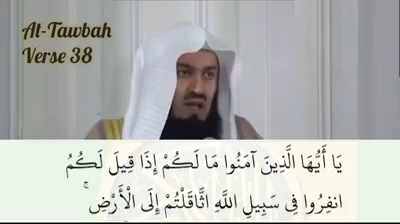 At-Tawbah
Verse 38
يَا أَيُّهَا الَّذِينَ آمَنُوا مَا لَكُمْ إِذَا قِيلَ لَكُمُ
انفِرُوا فِي سَبِيلِ اللَّهِ اثَّاقَلْتُمْ إِلَى الْأَرْضِ ۚ